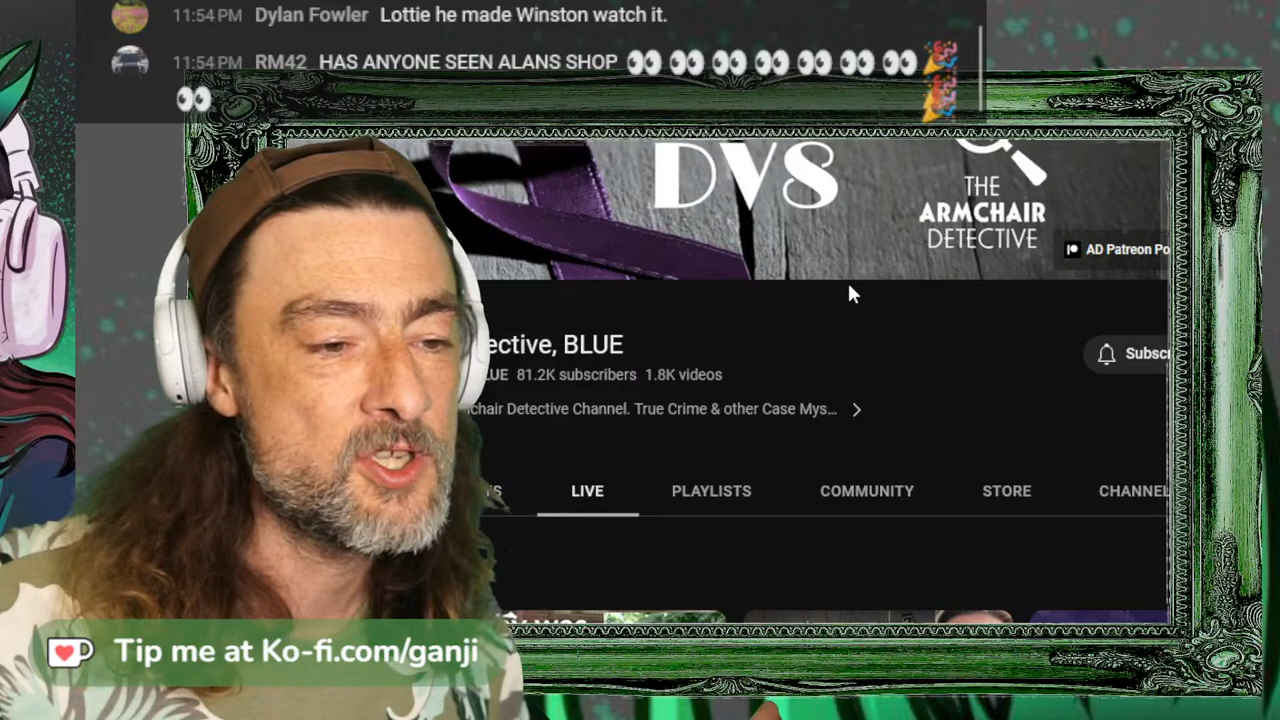 11:54 PM Dylan Fowler Lottie he made Winston watch it.
11:54 PM RM42 HAS ANYONE SEEN ALANS SHOP 👀 👀 👀 👀 👀 👀 👀 🎉
👀 🎉
DVS
THE
ARMCHAIR
DETECTIVE
AD Patreon Po
ective, BLUE
LUE 81.2K subscribers 1.8K videos
Subscr
chair Detective Channel. True Crime & other Case Mys...
LIVE PLAYLISTS COMMUNITY STORE CHANNEL
Tip me at Ko-fi.com/ganji